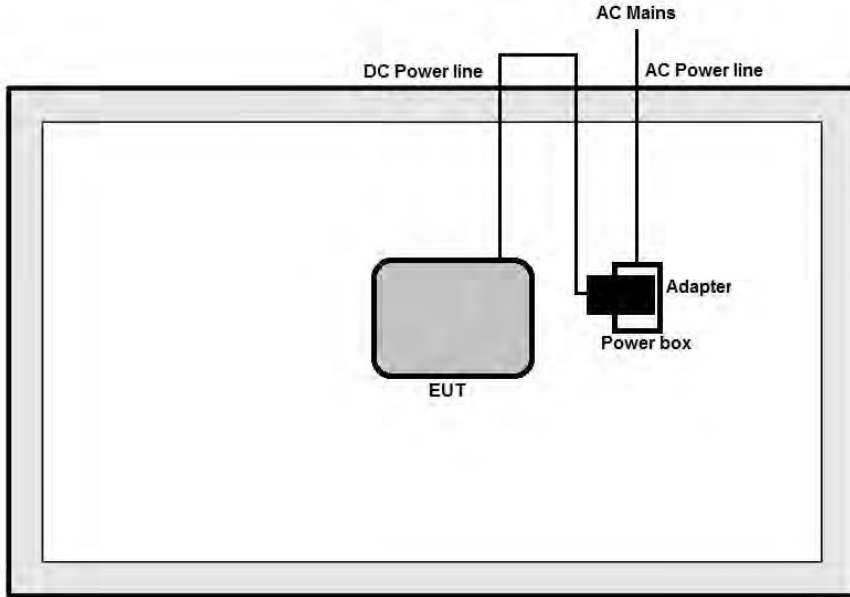 AC Mains
DC Power line
AC Power line
Adapter
Power box
EUT